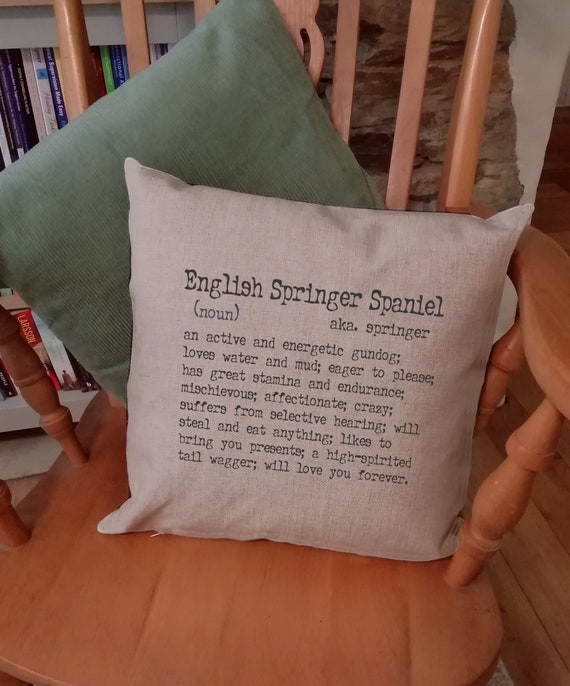 English Springer Spaniel
(noun)
aka. springer
an active and energetic gundog;
loves water and mud; eager to please;
has great stamina and endurance;
mischievous; affectionate; crazy;
suffers from selective hearing; will
steal and eat anything; likes to
bring you presents; a high-spirited
tail wagger; will love you forever.
LARSSON